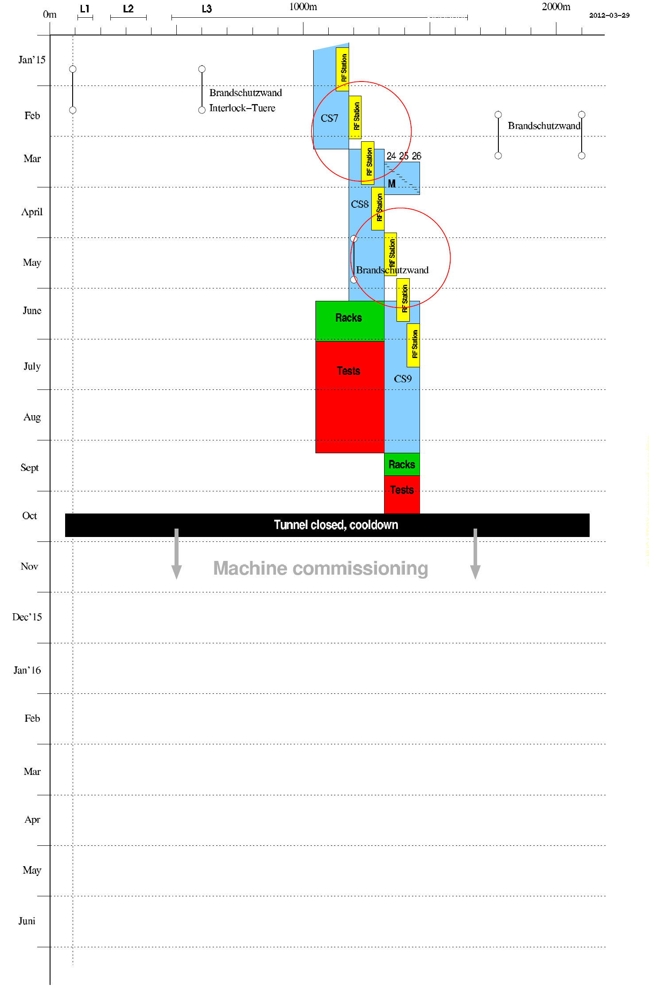 0m
L1
L2
L3
1000m
2000m
2012-03-29
Jan'15
RF Station
Brandschutzwand
Interlock-Tuere
Feb
CS7
RF Station
Brandschutzwand
Mar
RF Station
24 25 26
M
April
CS8
RF Station
May
RF Station
Brandschutzwand
June
Racks
RF Station
July
Tests
RF Station
CS9
Aug
Sept
Racks
Tests
Oct
Tunnel closed, cooldown
Nov
Machine commissioning
Dec'15
Jan'16
Feb
Mar
Apr
May
Juni